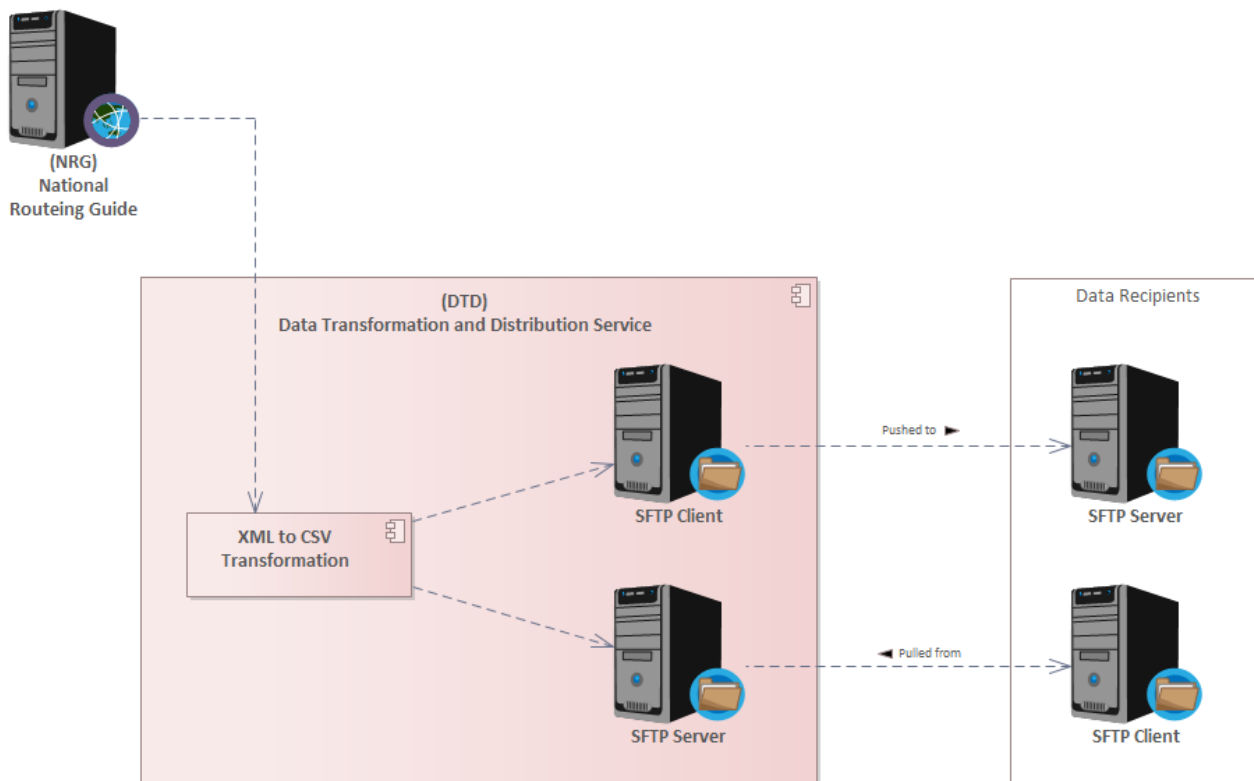 (NRG)
National
Routeing Guide
(DTD)
Data Transformation and Distribution Service
Data Recipients
Pushed to
SFTP Client
SFTP Server
XML to CSV
Transformation
Pulled from
SFTP Server
SFTP Client